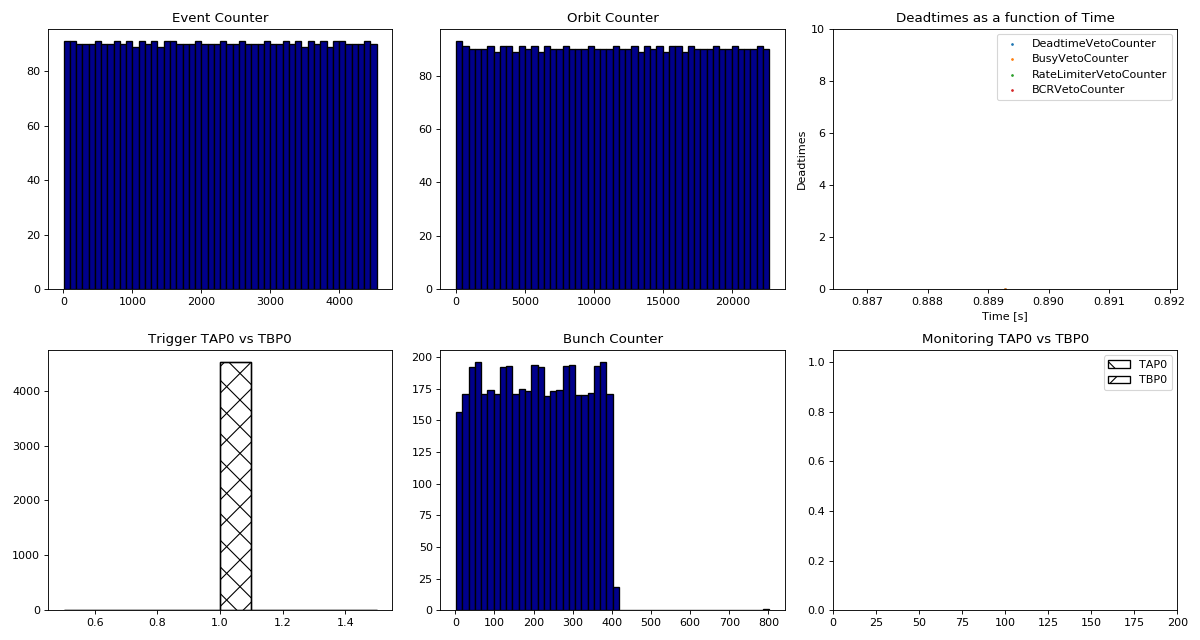 Event Counter
80
60
40
20
0
0 1000 2000 3000 4000
Orbit Counter
80
60
40
20
0
0 5000 10000 15000 20000
Deadtimes as a function of Time
10
8
6
4
2
0
Deadtimes
DeadtimeVetoCounter
BusyVetoCounter
RateLimiterVetoCounter
BCRVetoCounter
0.887 0.888 0.889 0.890 0.891 0.892
Time [s]
Trigger TAP0 vs TBP0
4000
3000
2000
1000
0
0.6 0.8 1.0 1.2 1.4
Bunch Counter
200
175
150
125
100
75
50
25
0
0 100 200 300 400 500 600 700 800
Monitoring TAP0 vs TBP0
1.0
0.8
0.6
0.4
0.2
0.0
TAP0
TBP0
0 25 50 75 100 125 150 175 200